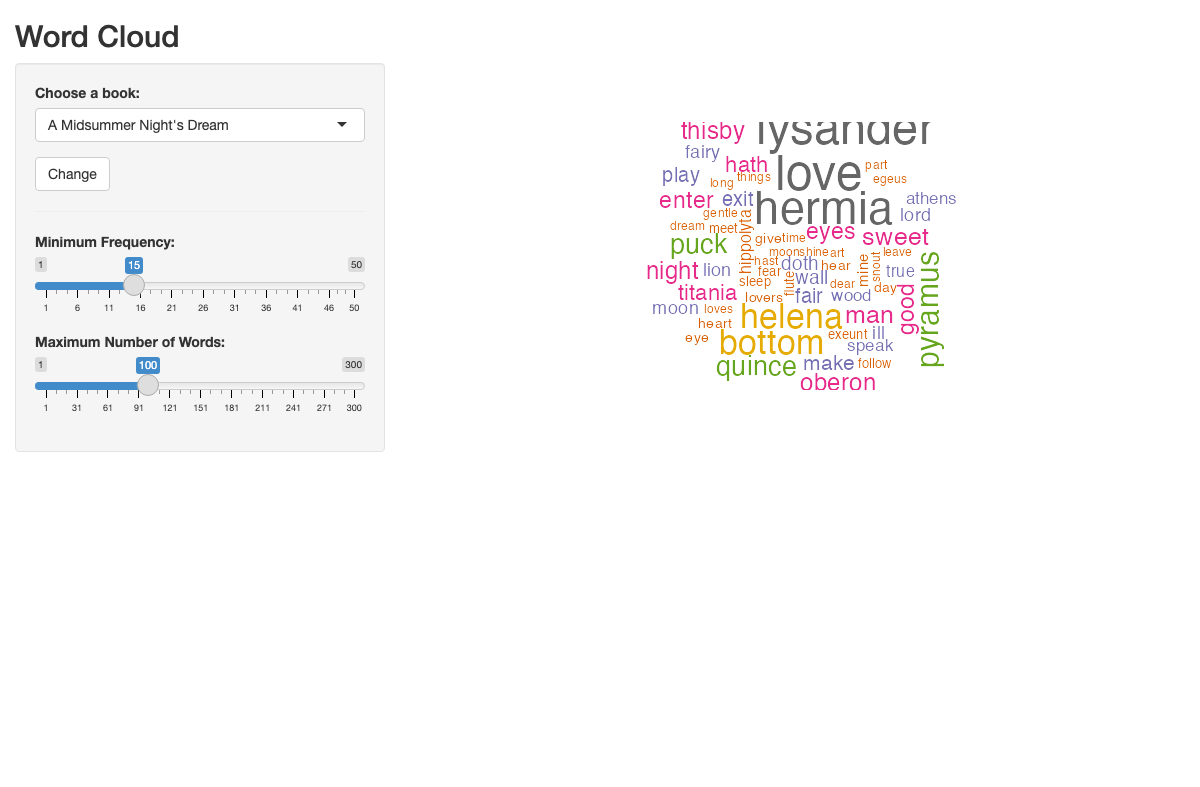 Word Cloud
Choose a book:
A Midsummer Night's Dream
Change
Minimum Frequency:
1 15 50
1 6 11 16 21 26 31 36 41 46 50
Maximum Number of Words:
1 100 300
1 31 61 91 121 151 181 211 241 271 300
thisby lysander
fairy
hath love part
play long things egeus
enter exit hermia athens
gentle lord
dream meet hippolyta give time eyes sweet
puck moonshine art leave
night lion hast fear doth hear mine snout true
sleep flute wall dear day
titania lovers fair wood good pyramus
moon loves helena man
heart
eye bottom exeunt ill
speak
quince make follow
oberon